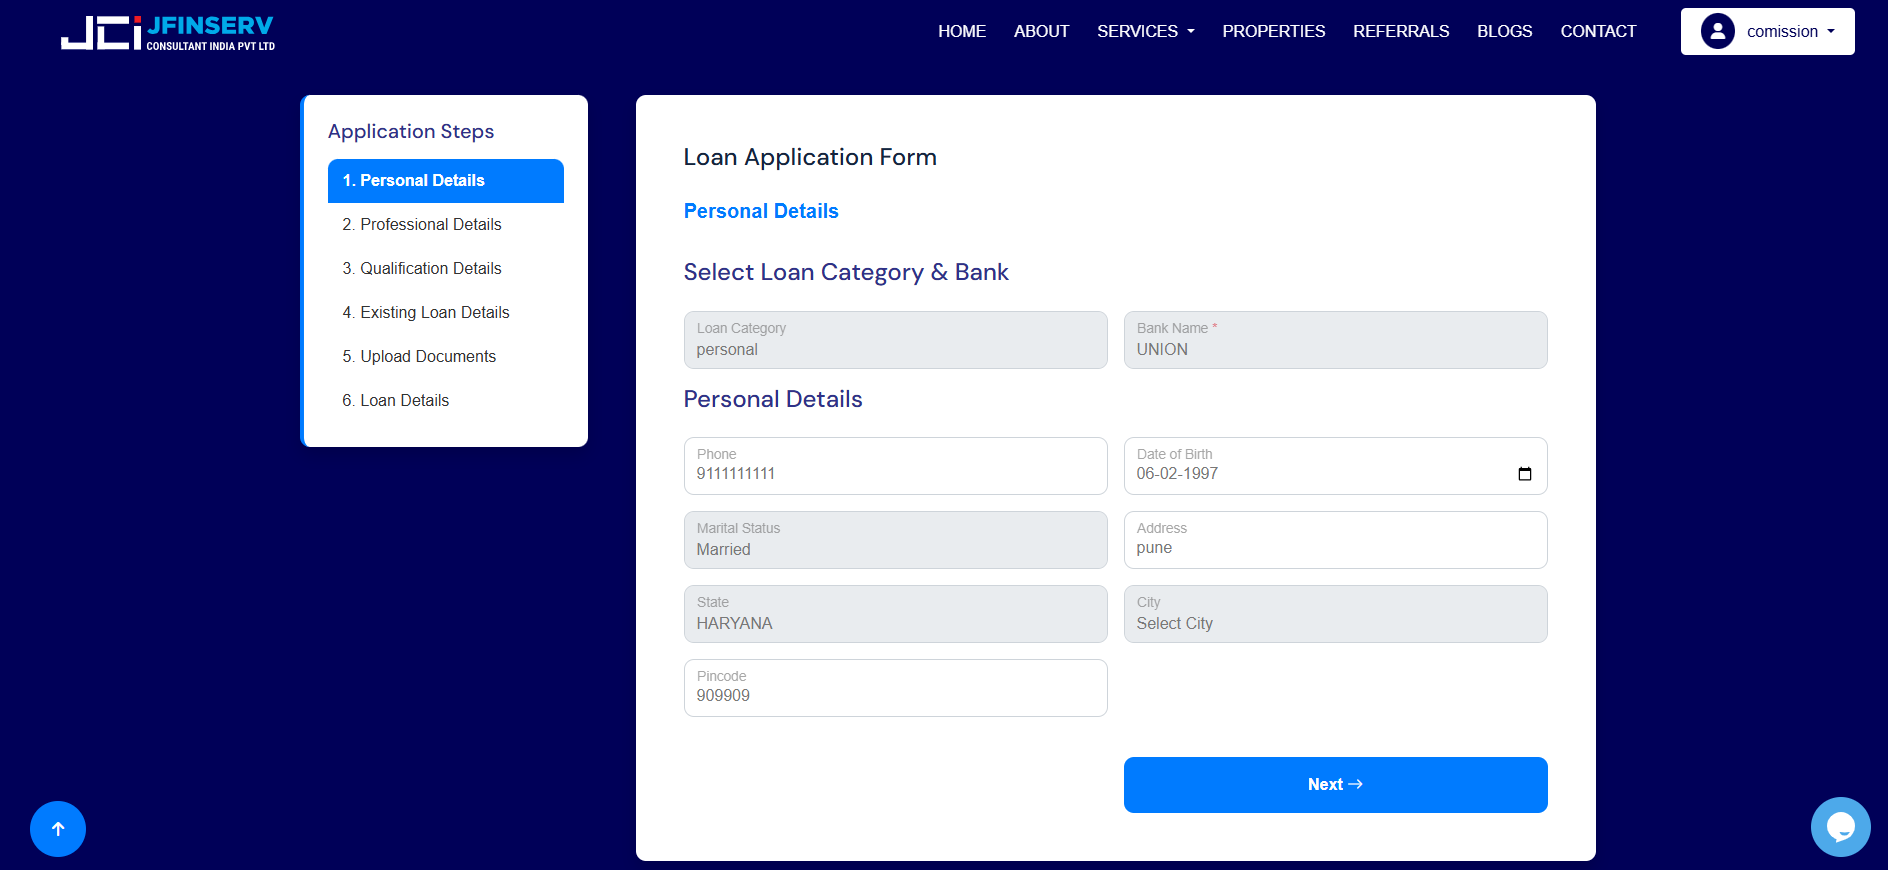 JCI JFINSERV
CONSULTANT INDIA PVT LTD
HOME ABOUT SERVICES PROPERTIES REFERRALS BLOGS CONTACT comission
Application Steps
1. Personal Details
2. Professional Details
3. Qualification Details
4. Existing Loan Details
5. Upload Documents
6. Loan Details
Loan Application Form
Personal Details
Select Loan Category & Bank
Loan Category
personal
Bank Name *
UNION
Personal Details
Phone
9111111111
Date of Birth
06-02-1997
Marital Status
Married
Address
pune
State
HARYANA
City
Select City
Pincode
909909
Next →